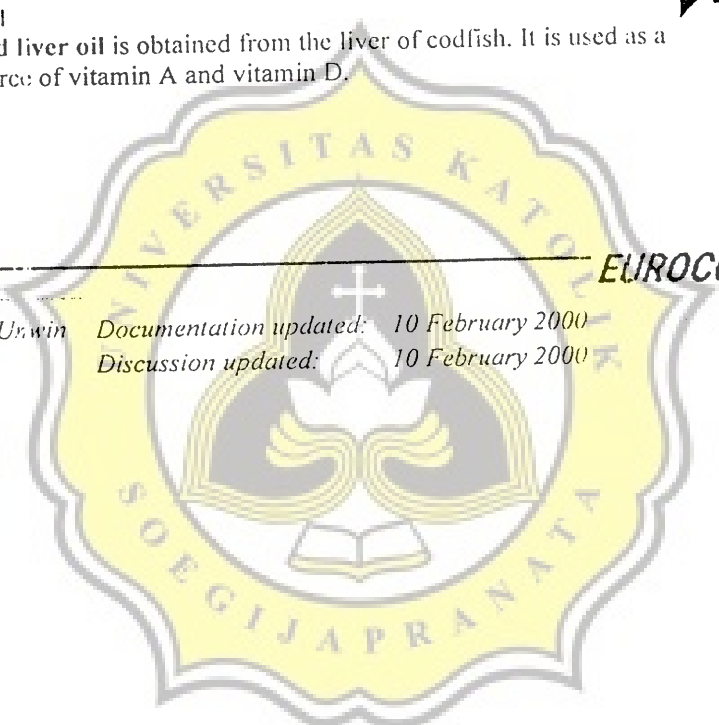 d liver oil is obtained from the liver of codfish. It is used as a
rce of vitamin A and vitamin D.
UNIVERSITAS KATOLIK
EUROC
Unwin Documentation updated: 10 February 2000
Discussion updated: 10 February 2000
SOEGIJAPRANATA